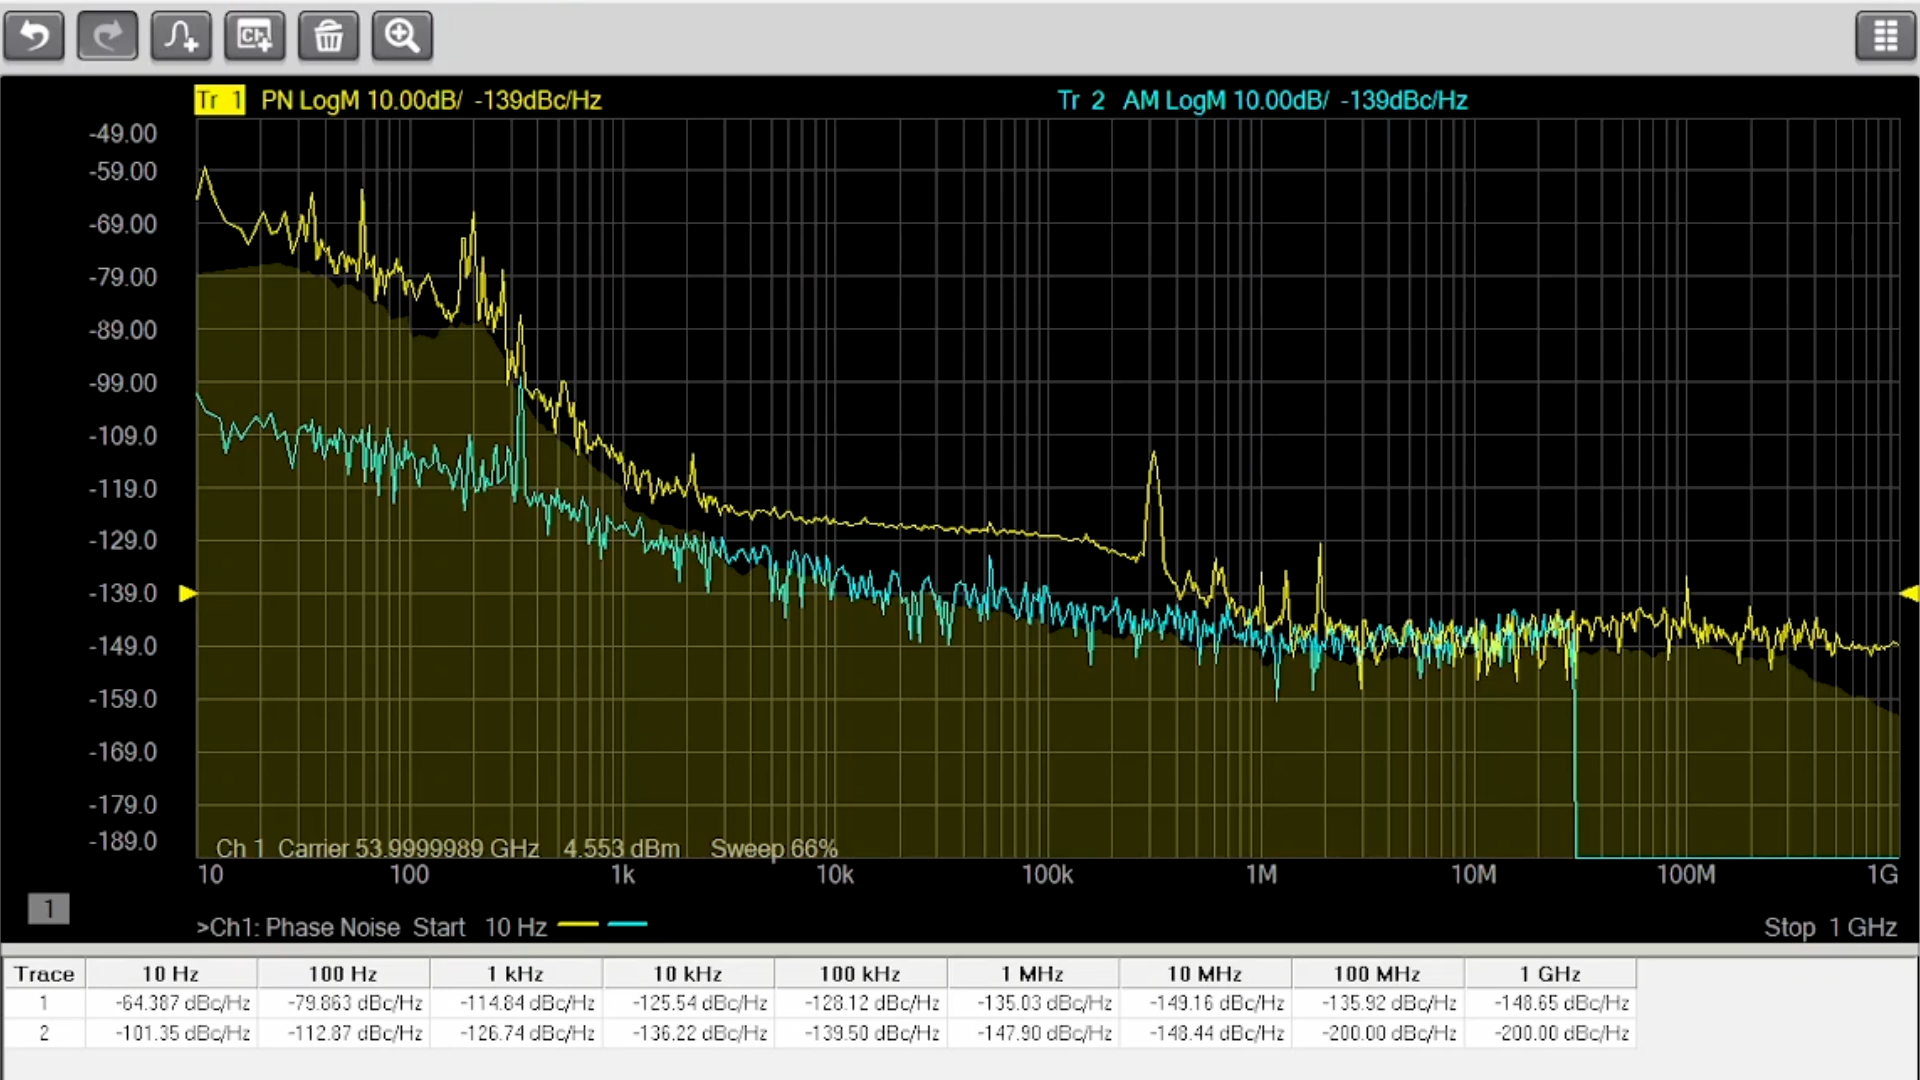 Ch
Tr 1 PN LogM 10.00dB/ -139dBc/Hz Tr 2 AM LogM 10.00dB/ -139dBc/Hz
-49.00
-59.00
-69.00
-79.00
-89.00
-99.00
-109.0
-119.0
-129.0
-139.0
-149.0
-159.0
-169.0
-179.0
-189.0
Ch 1 Carrier 53.9999989 GHz 4.553 dBm Sweep 66%
10 100 1k 10k 100k 1M 10M 100M 1G
1
>Ch1: Phase Noise Start 10 Hz Stop 1 GHz
Trace 10 Hz 100 Hz 1 kHz 10 kHz 100 kHz 1 MHz 10 MHz 100 MHz 1 GHz
1 -64.387 dBc/Hz -79.863 dBc/Hz -114.84 dBc/Hz -125.54 dBc/Hz -128.12 dBc/Hz -135.03 dBc/Hz -149.16 dBc/Hz -135.92 dBc/Hz -148.65 dBc/Hz
2 -101.35 dBc/Hz -112.87 dBc/Hz -126.74 dBc/Hz -136.22 dBc/Hz -139.50 dBc/Hz -147.90 dBc/Hz -148.44 dBc/Hz -200.00 dBc/Hz -200.00 dBc/Hz